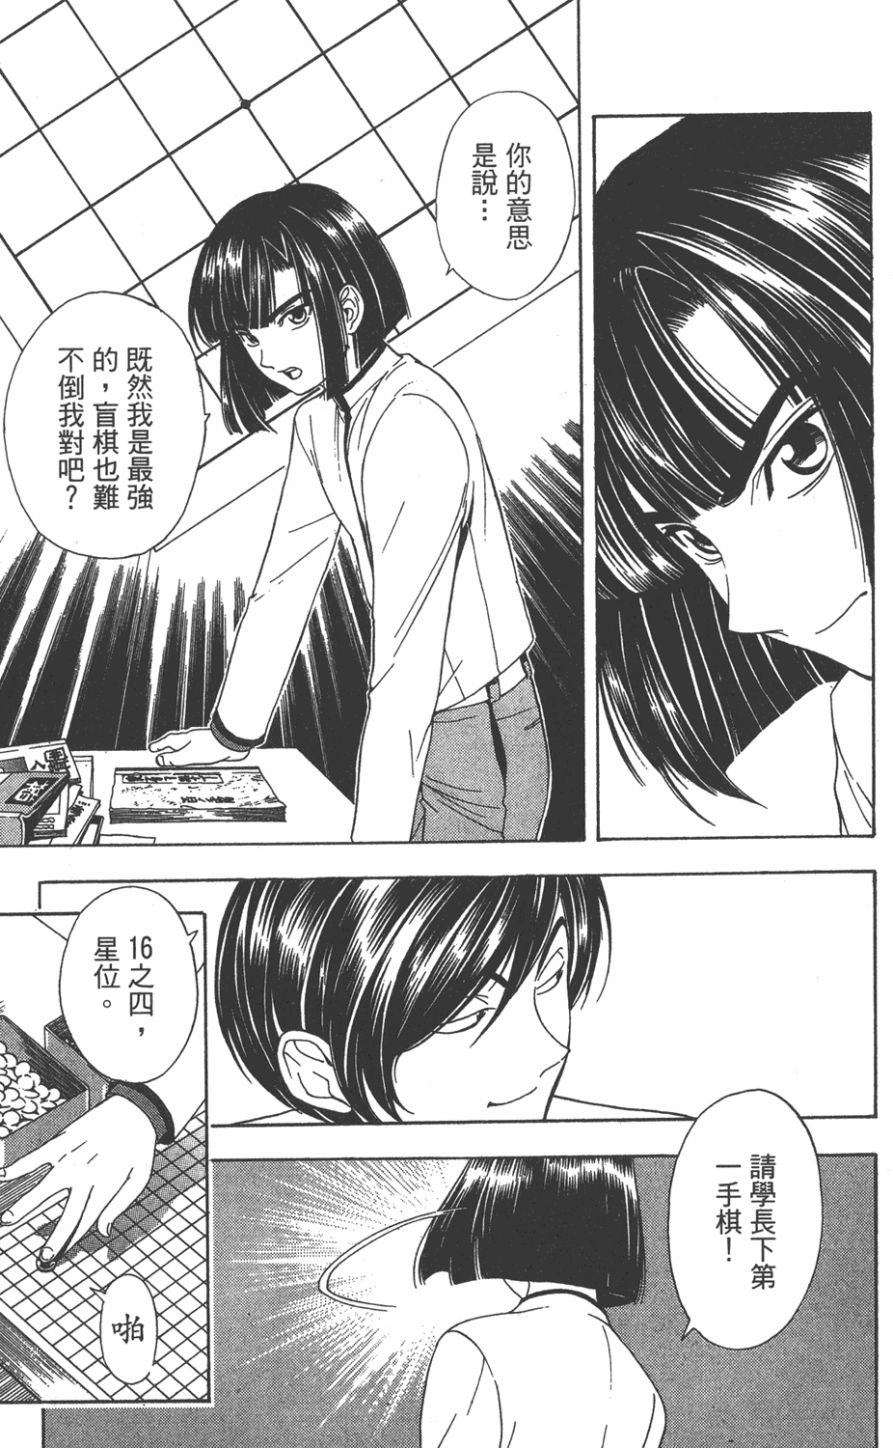 你的意思
是說…
既然我是最強
的，盲棋也難
不倒我對吧？
請學長下第
一手棋！
16之四，
星位。
啪